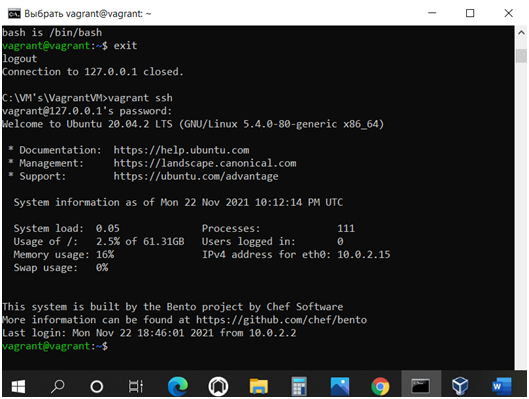 Выбрать vagrant@vagrant: ~
bash is /bin/bash
vagrant@vagrant:~$ exit
logout
Connection to 127.0.0.1 closed.
C:\VM's\VagrantVM>vagrant ssh
vagrant@127.0.0.1's password:
Welcome to Ubuntu 20.04.2 LTS (GNU/Linux 5.4.0-80-generic x86_64)
* Documentation:  https://help.ubuntu.com
* Management:     https://landscape.canonical.com
* Support:        https://ubuntu.com/advantage
System information as of Mon 22 Nov 2021 10:12:14 PM UTC
System load:  0.05              Processes:             111
Usage of /:   2.5% of 61.31GB   Users logged in:       0
Memory usage: 16%               IPv4 address for eth0: 10.0.2.15
Swap usage:   0%
This system is built by the Bento project by Chef Software
More information can be found at https://github.com/chef/bento
Last login: Mon Nov 22 18:46:01 2021 from 10.0.2.2
vagrant@vagrant:~$